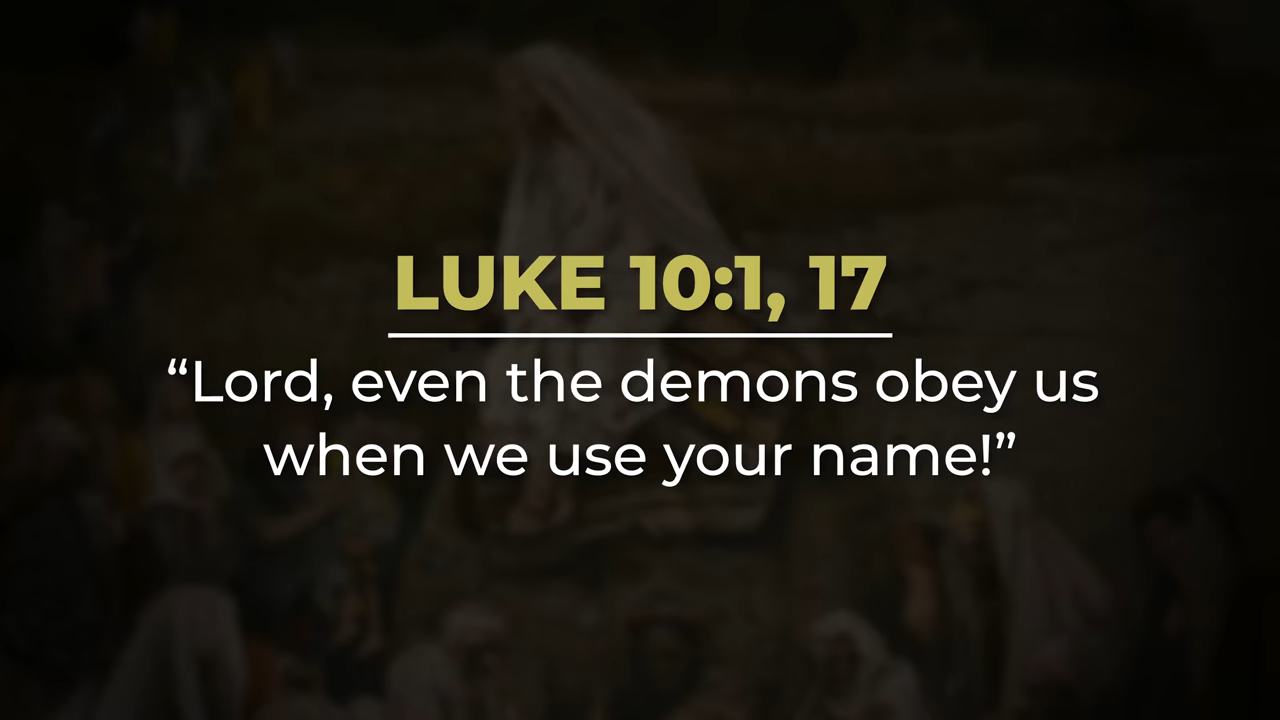 LUKE 10:1, 17
“Lord, even the demons obey us
when we use your name!”